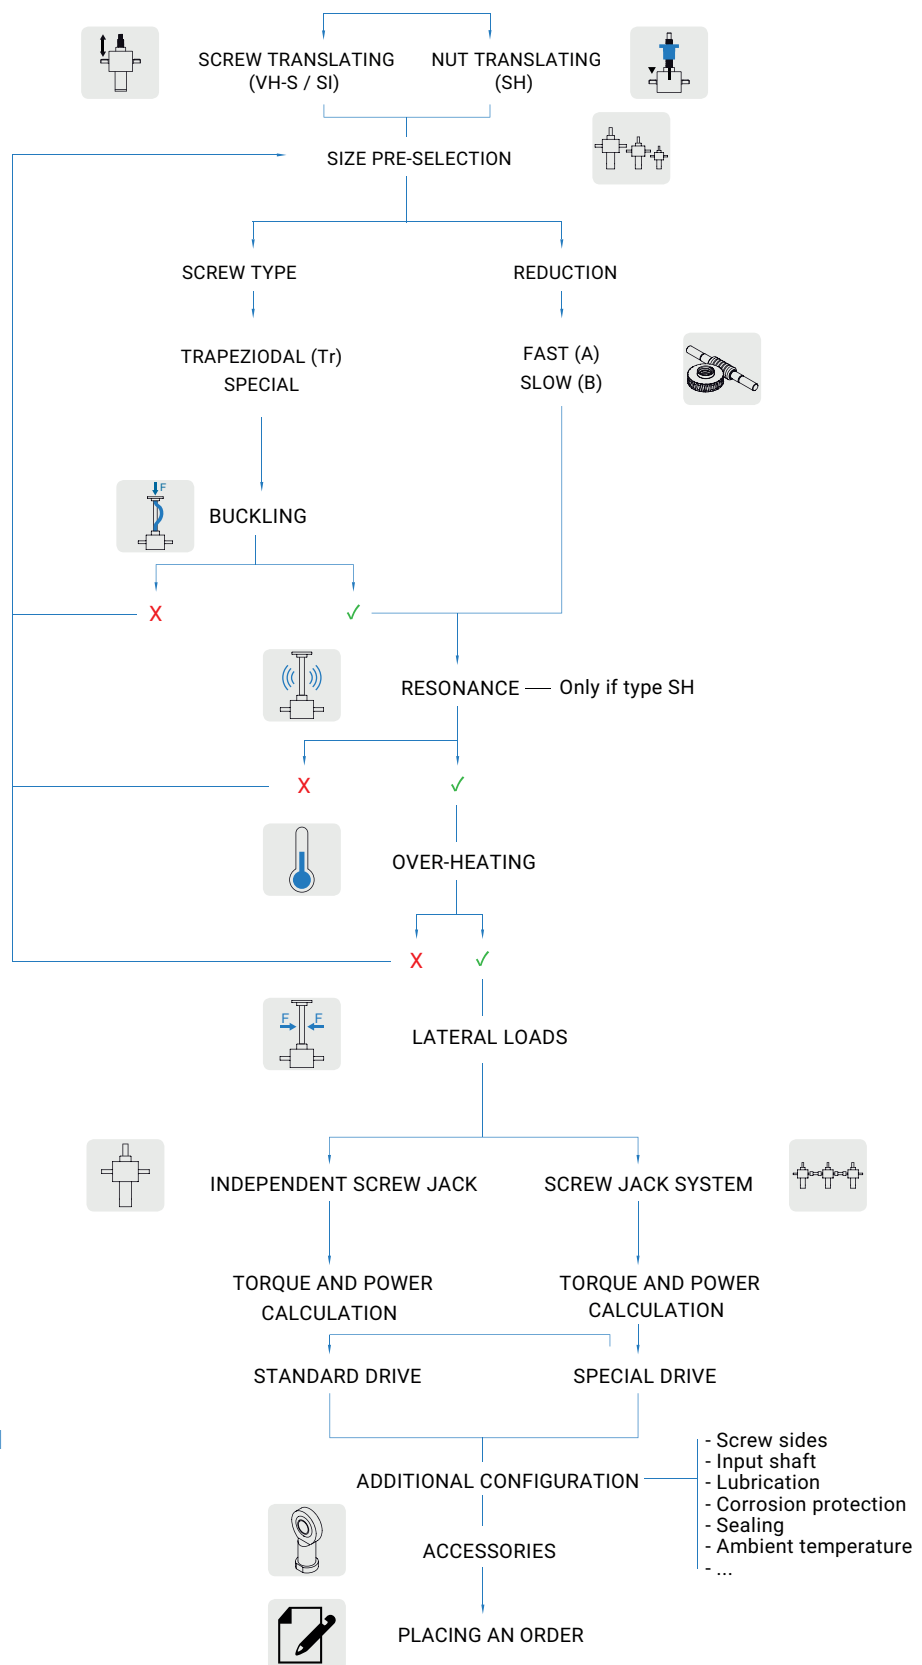 SCREW TRANSLATING
(VH-S / SI)
NUT TRANSLATING
(SH)
SIZE PRE-SELECTION
SCREW TYPE
REDUCTION
TRAPEZIODAL (Tr)
SPECIAL
FAST (A)
SLOW (B)
F
BUCKLING
X
✓
RESONANCE
Only if type SH
X
✓
OVER-HEATING
X
✓
F
F
LATERAL LOADS
INDEPENDENT SCREW JACK
SCREW JACK SYSTEM
TORQUE AND POWER
CALCULATION
TORQUE AND POWER
CALCULATION
STANDARD DRIVE
SPECIAL DRIVE
ADDITIONAL CONFIGURATION
- Screw sides
- Input shaft
- Lubrication
- Corrosion protection
- Sealing
- Ambient temperature
- ...
ACCESSORIES
PLACING AN ORDER